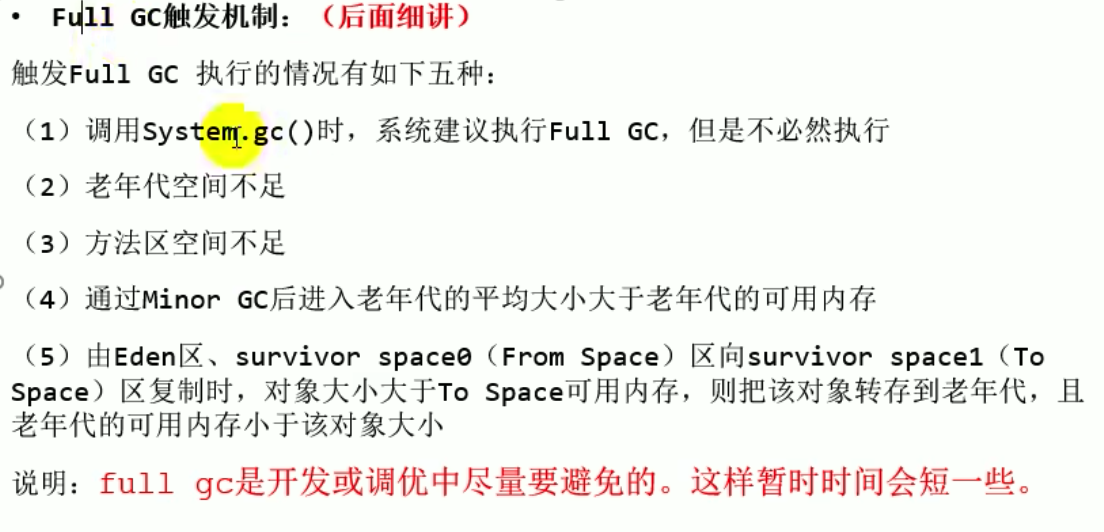 • Full GC触发机制：（后面细讲）
触发Full GC 执行的情况有如下五种：
（1）调用System.gc()时，系统建议执行Full GC，但是不必然执行
（2）老年代空间不足
（3）方法区空间不足
（4）通过Minor GC后进入老年代的平均大小大于老年代的可用内存
（5）由Eden区、survivor space0（From Space）区向survivor space1（To
Space）区复制时，对象大小大于To Space可用内存，则把该对象转存到老年代，且
老年代的可用内存小于该对象大小
说明：full gc是开发或调优中尽量要避免的。这样暂时时间会短一些。